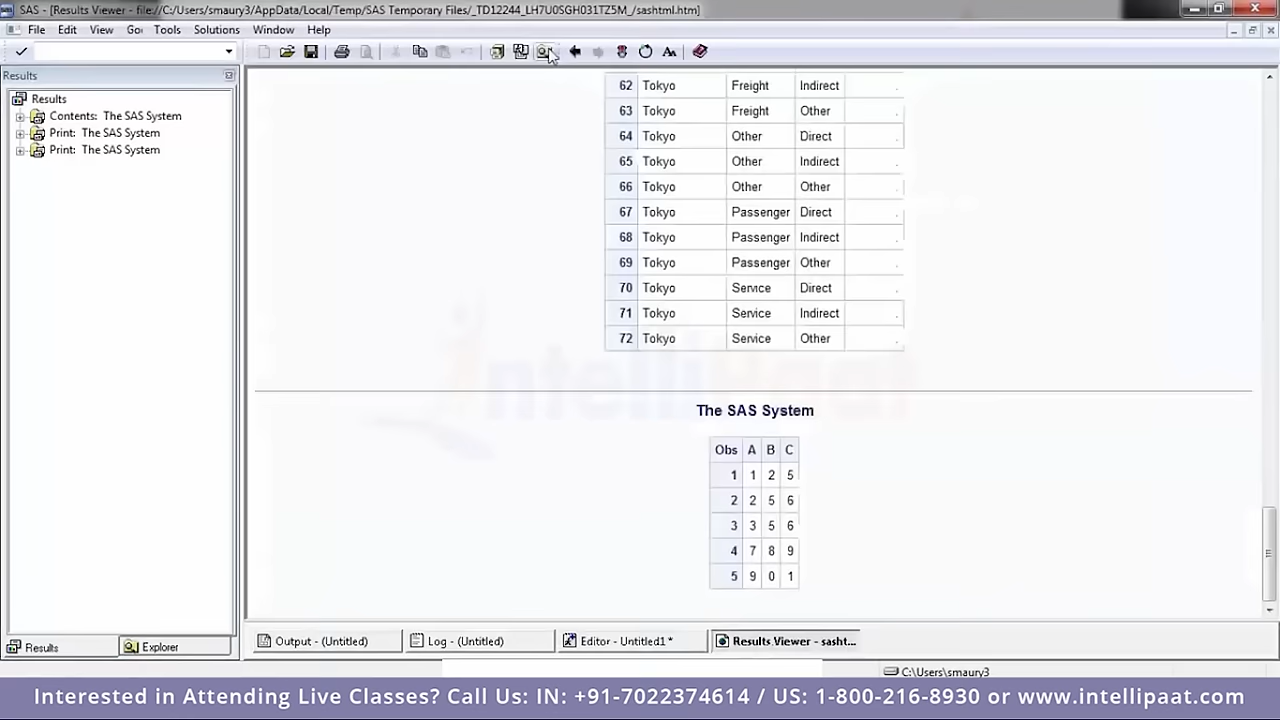 SAS - [Results Viewer - file://C:/Users/smaury3/AppData/Local/Temp/SAS Temporary Files/_TD12244_LH7U0SGH031TZ5M_/sashtml.htm]
File Edit View Go Tools Solutions Window Help
Results
Results
Contents: The SAS System
Print: The SAS System
Print: The SAS System
62 Tokyo Freight Indirect .
63 Tokyo Freight Other .
64 Tokyo Other Direct .
65 Tokyo Other Indirect .
66 Tokyo Other Other .
67 Tokyo Passenger Direct .
68 Tokyo Passenger Indirect .
69 Tokyo Passenger Other .
70 Tokyo Service Direct .
71 Tokyo Service Indirect .
72 Tokyo Service Other .
intelliPaat
The SAS System
Obs A B C
1 1 2 5
2 2 5 6
3 3 5 6
4 7 8 9
5 9 0 1
Results Explorer
Output - (Untitled) Log - (Untitled) Editor - Untitled1 * Results Viewer - sasht...
C:\Users\smaury3
Interested in Attending Live Classes? Call Us: IN: +91-7022374614 / US: 1-800-216-8930 or www.intellipaat.com